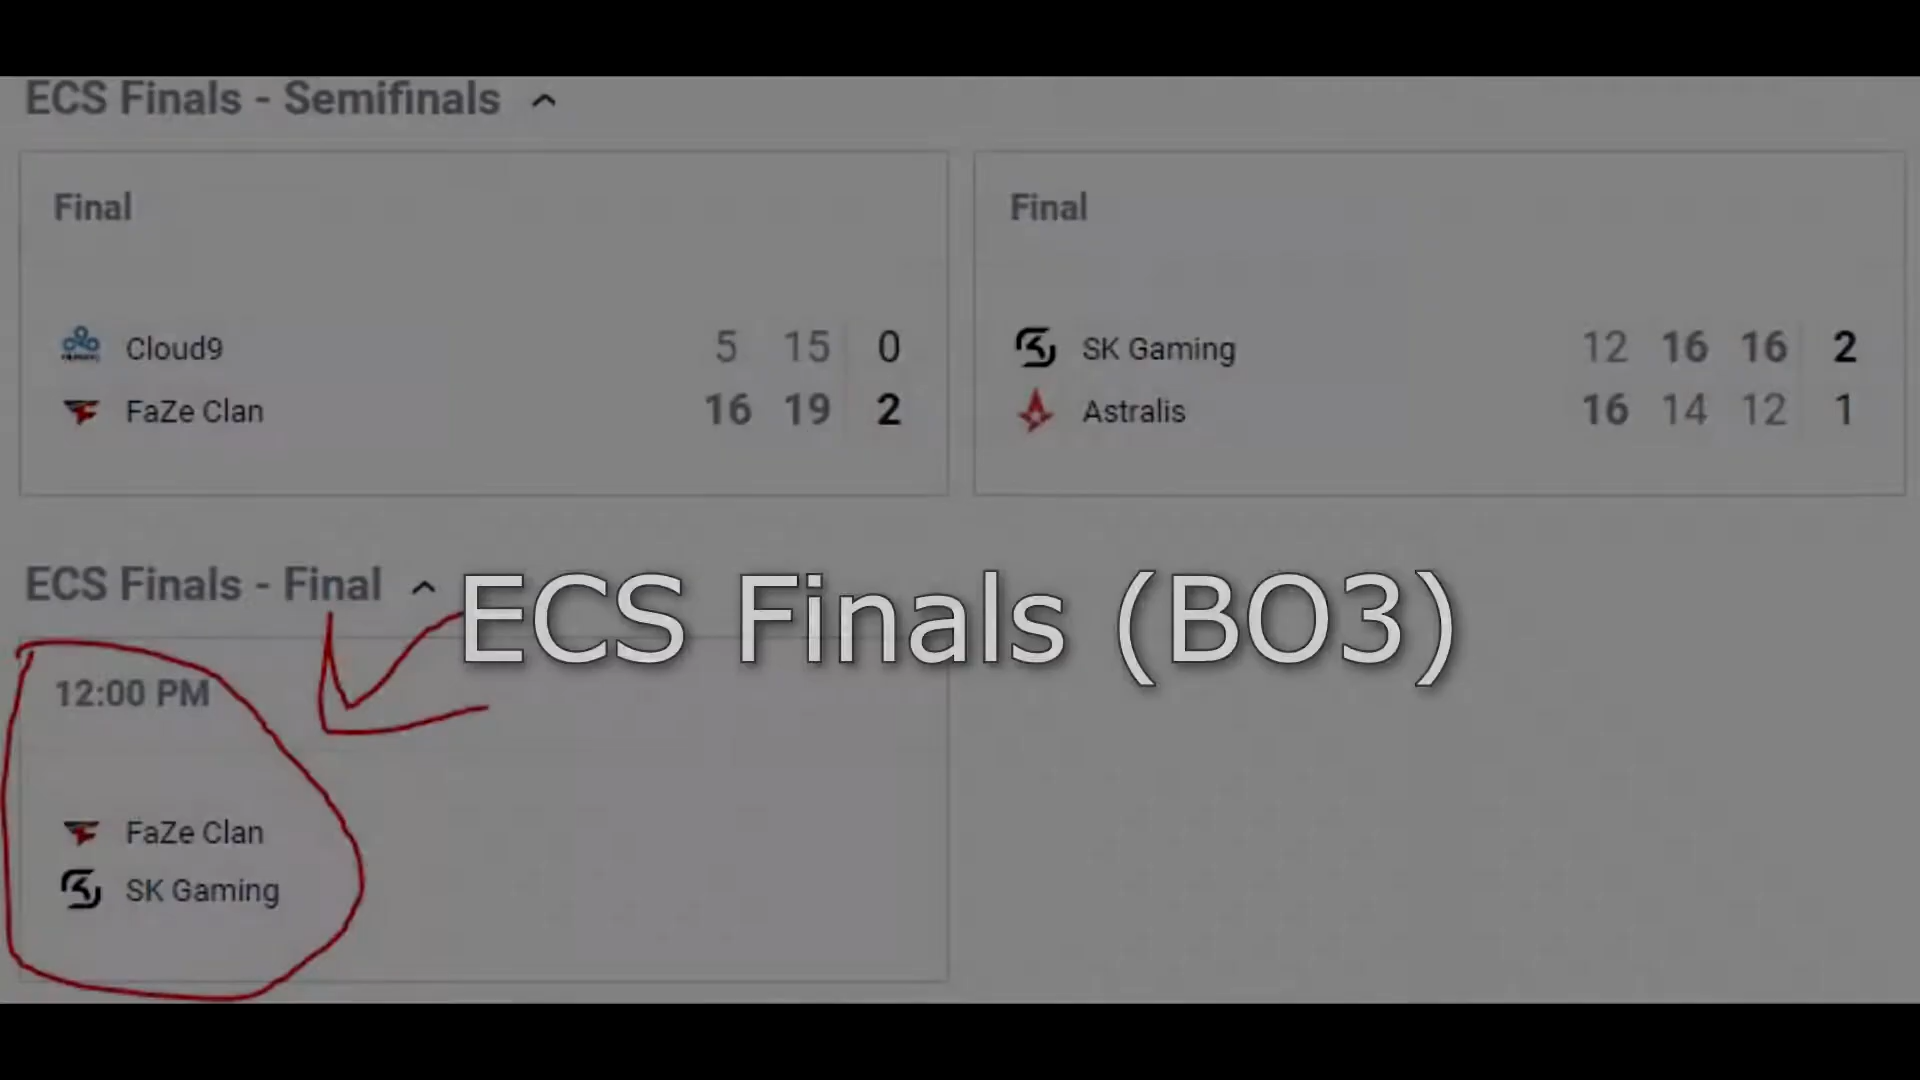 ECS Finals - Semifinals
Final
Cloud9 5 15 0
FaZe Clan 16 19 2
Final
SK Gaming 12 16 16 2
Astralis 16 14 12 1
ECS Finals - Final
ECS Finals (BO3)
12:00 PM
FaZe Clan
SK Gaming